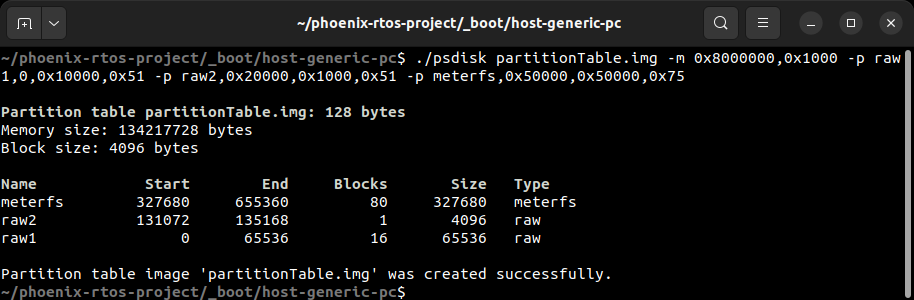 ~/phoenix-rtos-project/_boot/host-generic-pc
~/phoenix-rtos-project/_boot/host-generic-pc$ ./psdisk partitionTable.img -m 0x8000000,0x1000 -p raw
1,0,0x10000,0x51 -p raw2,0x20000,0x1000,0x51 -p meterfs,0x50000,0x50000,0x75
Partition table partitionTable.img: 128 bytes
Memory size: 134217728 bytes
Block size: 4096 bytes
Name Start End Blocks Size Type
meterfs 327680 655360 80 327680 meterfs
raw2 131072 135168 1 4096 raw
raw1 0 65536 16 65536 raw
Partition table image 'partitionTable.img' was created successfully.
~/phoenix-rtos-project/_boot/host-generic-pc$